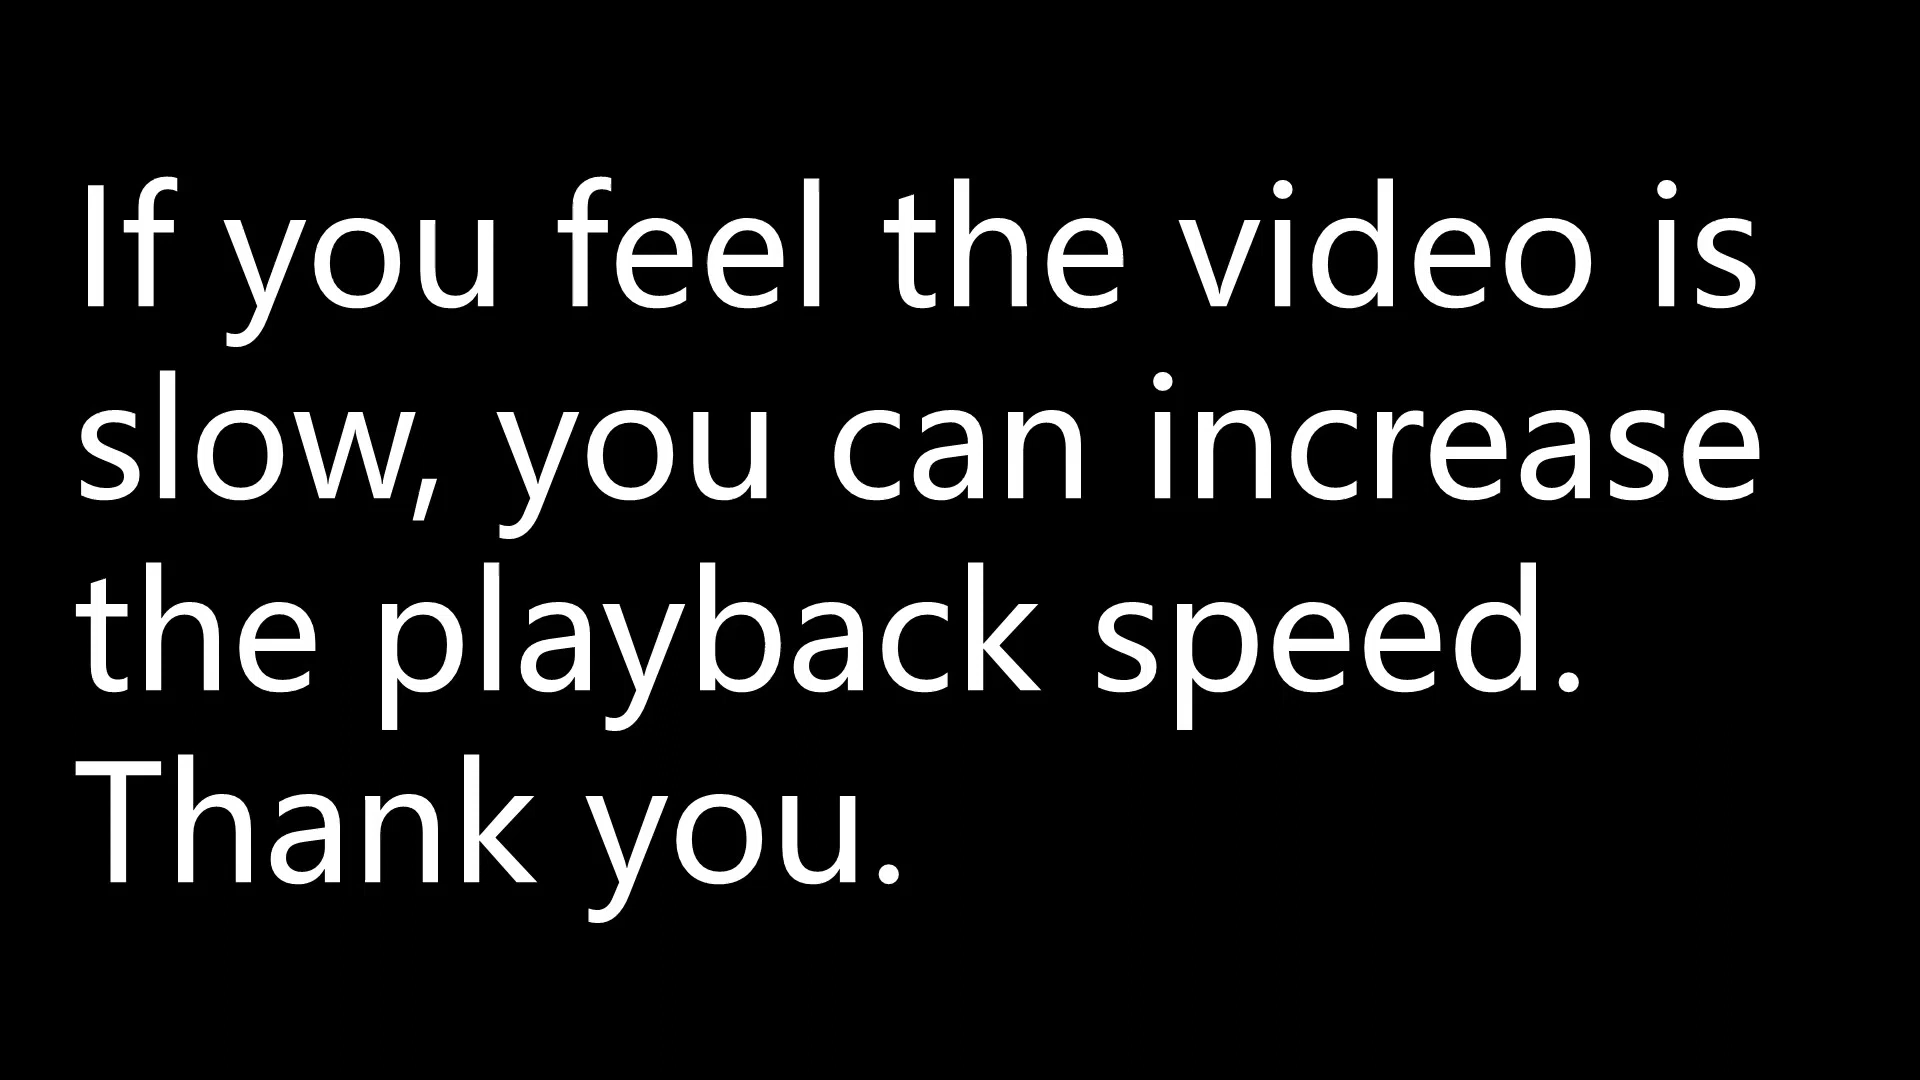 If you feel the video is
slow, you can increase
the playback speed.
Thank you.